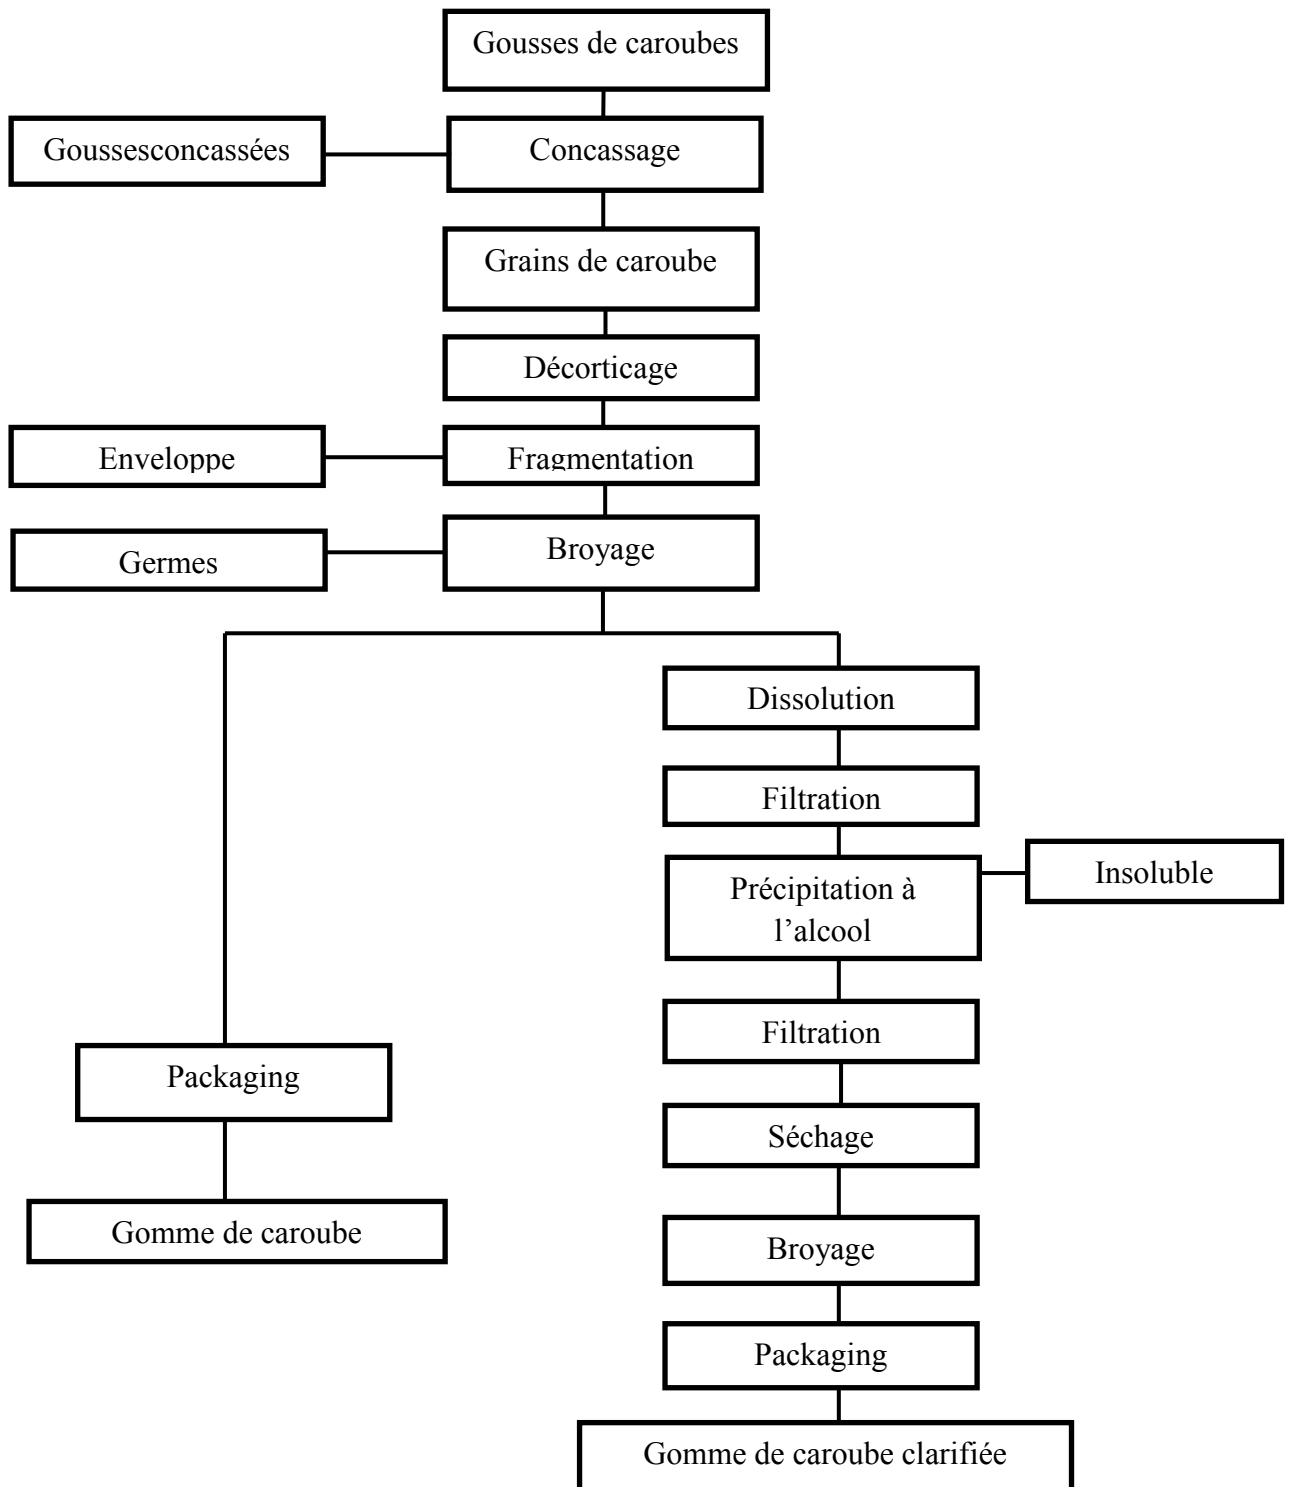 Gousses de caroubes
Goussesconcassées
Concassage
Grains de caroube
Décorticage
Enveloppe
Fragmentation
Germes
Broyage
Dissolution
Filtration
Précipitation à
l’alcool
Insoluble
Filtration
Packaging
Séchage
Gomme de caroube
Broyage
Packaging
Gomme de caroube clarifiée